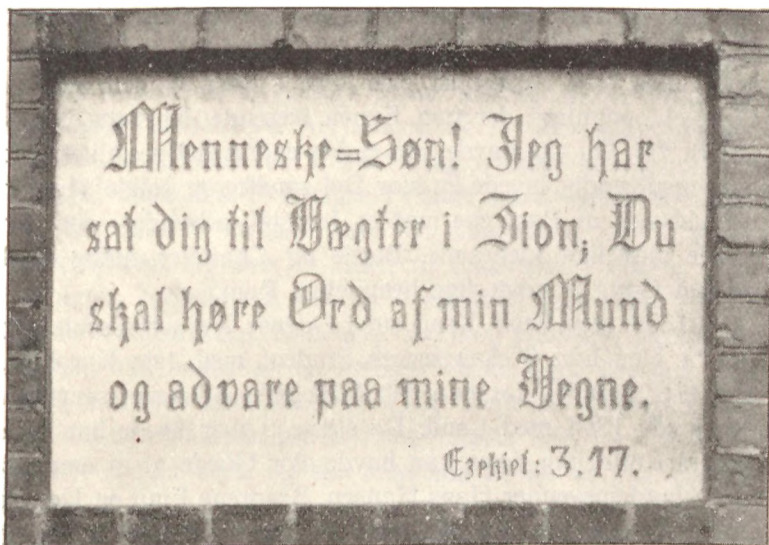 Menneske=Søn! Jeg har
sat dig til Vægter i Zion; Du
skal høre Ord af min Mund
og advare paa mine Vegne.
Ezekiel: 3.17.